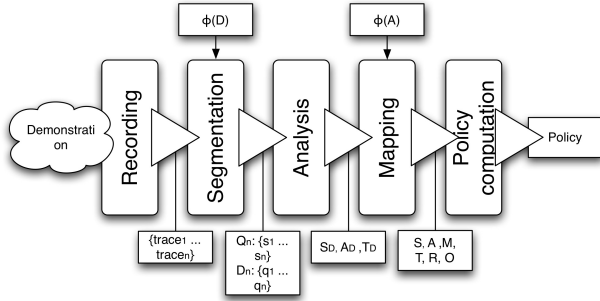 ϕ(D)
ϕ(A)
Demonstrati
on
Recording
Segmentation
Analysis
Mapping
Policy
computation
Policy
{trace1 ...
tracen}
Qn: {s1 ...
sn}
Dn: {q1 ...
qn}
SD, AD ,TD
S, A ,M,
T, R, O